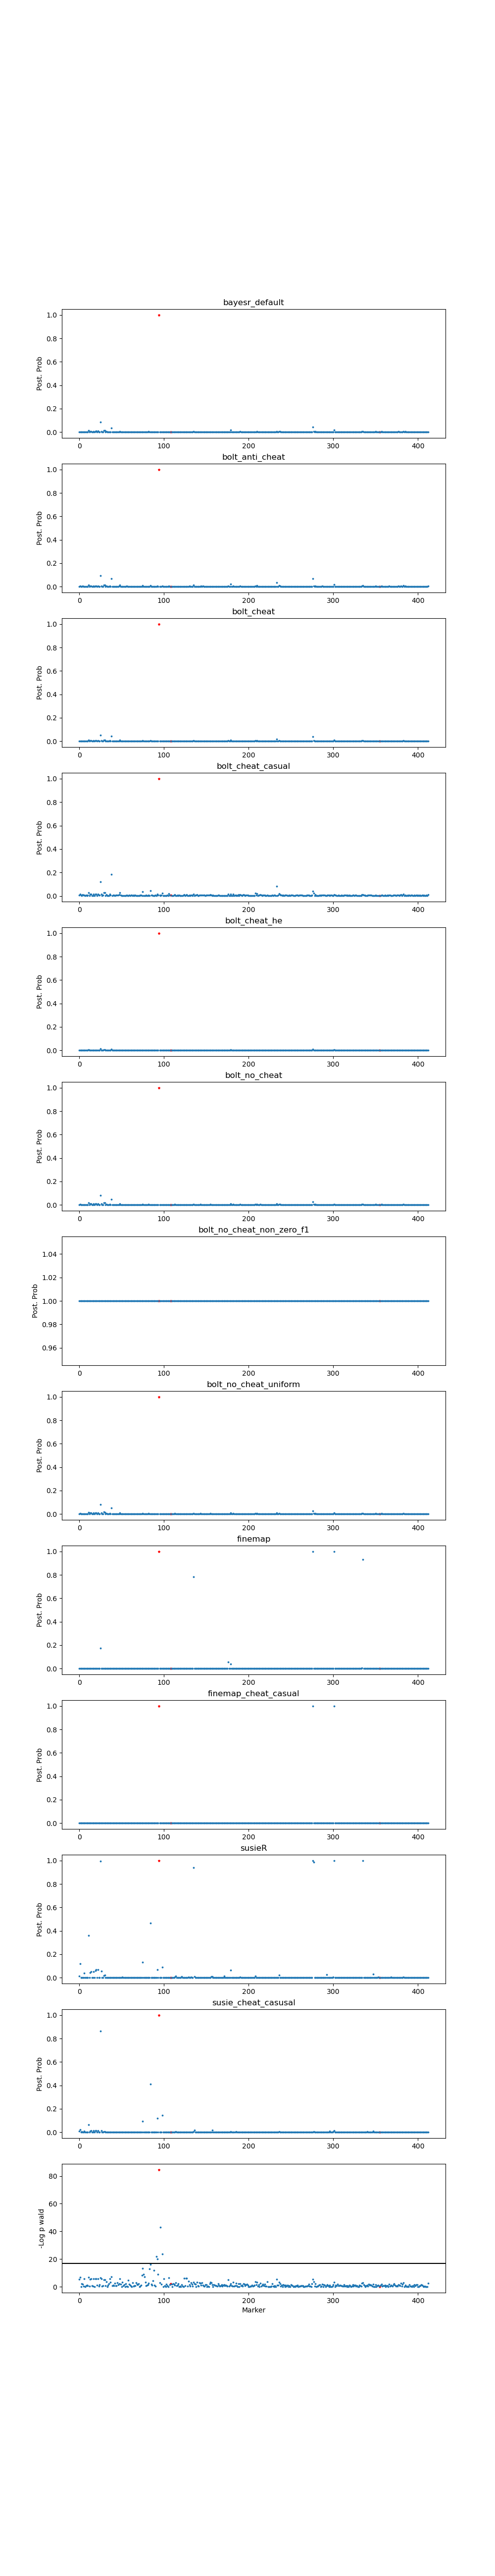 bayesr_default
1.0
0.8
0.6
0.4
0.2
0.0
Post. Prob
0 100 200 300 400
bolt_anti_cheat
1.0
0.8
0.6
0.4
0.2
0.0
Post. Prob
0 100 200 300 400
bolt_cheat
1.0
0.8
0.6
0.4
0.2
0.0
Post. Prob
0 100 200 300 400
bolt_cheat_casual
1.0
0.8
0.6
0.4
0.2
0.0
Post. Prob
0 100 200 300 400
bolt_cheat_he
1.0
0.8
0.6
0.4
0.2
0.0
Post. Prob
0 100 200 300 400
bolt_no_cheat
1.0
0.8
0.6
0.4
0.2
0.0
Post. Prob
0 100 200 300 400
bolt_no_cheat_non_zero_f1
1.04
1.02
1.00
0.98
0.96
Post. Prob
0 100 200 300 400
bolt_no_cheat_uniform
1.0
0.8
0.6
0.4
0.2
0.0
Post. Prob
0 100 200 300 400
finemap
1.0
0.8
0.6
0.4
0.2
0.0
Post. Prob
0 100 200 300 400
finemap_cheat_casual
1.0
0.8
0.6
0.4
0.2
0.0
Post. Prob
0 100 200 300 400
susieR
1.0
0.8
0.6
0.4
0.2
0.0
Post. Prob
0 100 200 300 400
susie_cheat_casusal
1.0
0.8
0.6
0.4
0.2
0.0
Post. Prob
0 100 200 300 400
80
60
40
20
0
-Log p wald
0 100 200 300 400
Marker